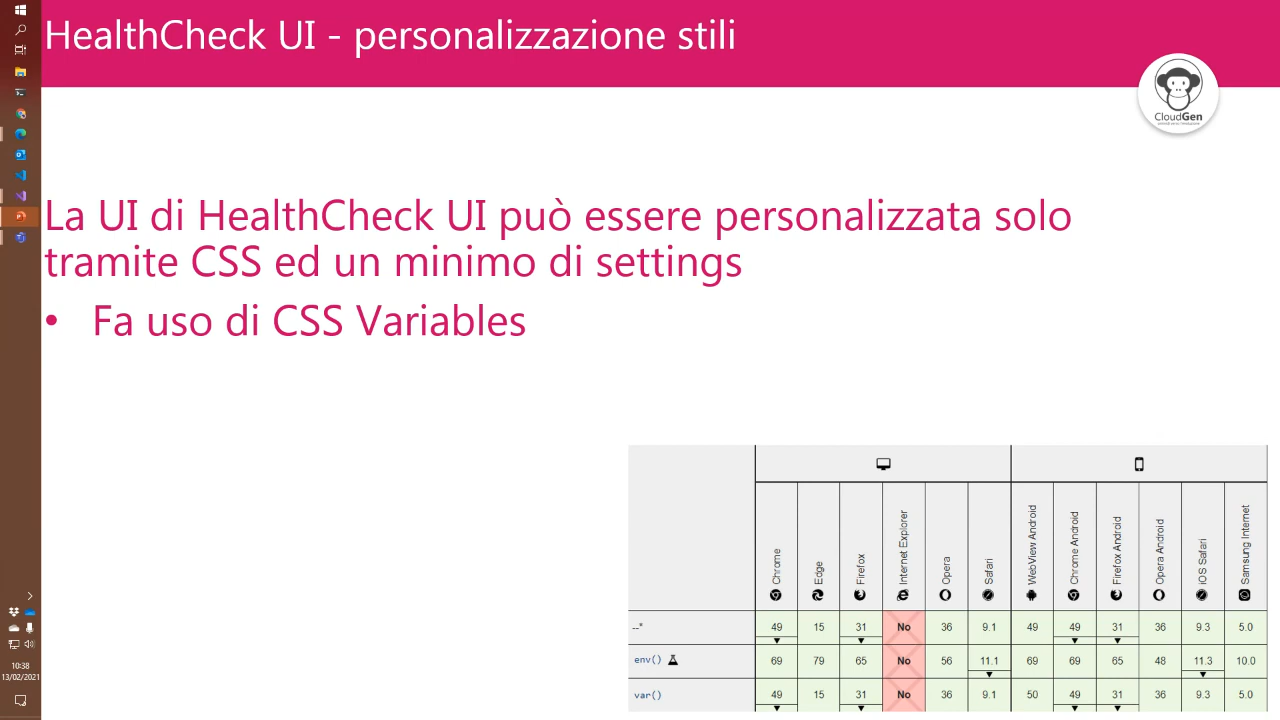 HealthCheck UI - personalizzazione stili
CloudGen
La UI di HealthCheck UI può essere personalizzata solo
tramite CSS ed un minimo di settings
• Fa uso di CSS Variables
Chrome Edge Firefox Internet Explorer Opera Safari WebView Android Chrome Android Firefox Android Opera Android iOS Safari Samsung Internet
--* 49 15 31 No 36 9.1 49 49 31 36 9.3 5.0
env() 69 79 65 No 56 11.1 69 69 65 48 11.3 10.0
var() 49 15 31 No 36 9.1 50 49 31 36 9.3 5.0
10:38
13/02/2021